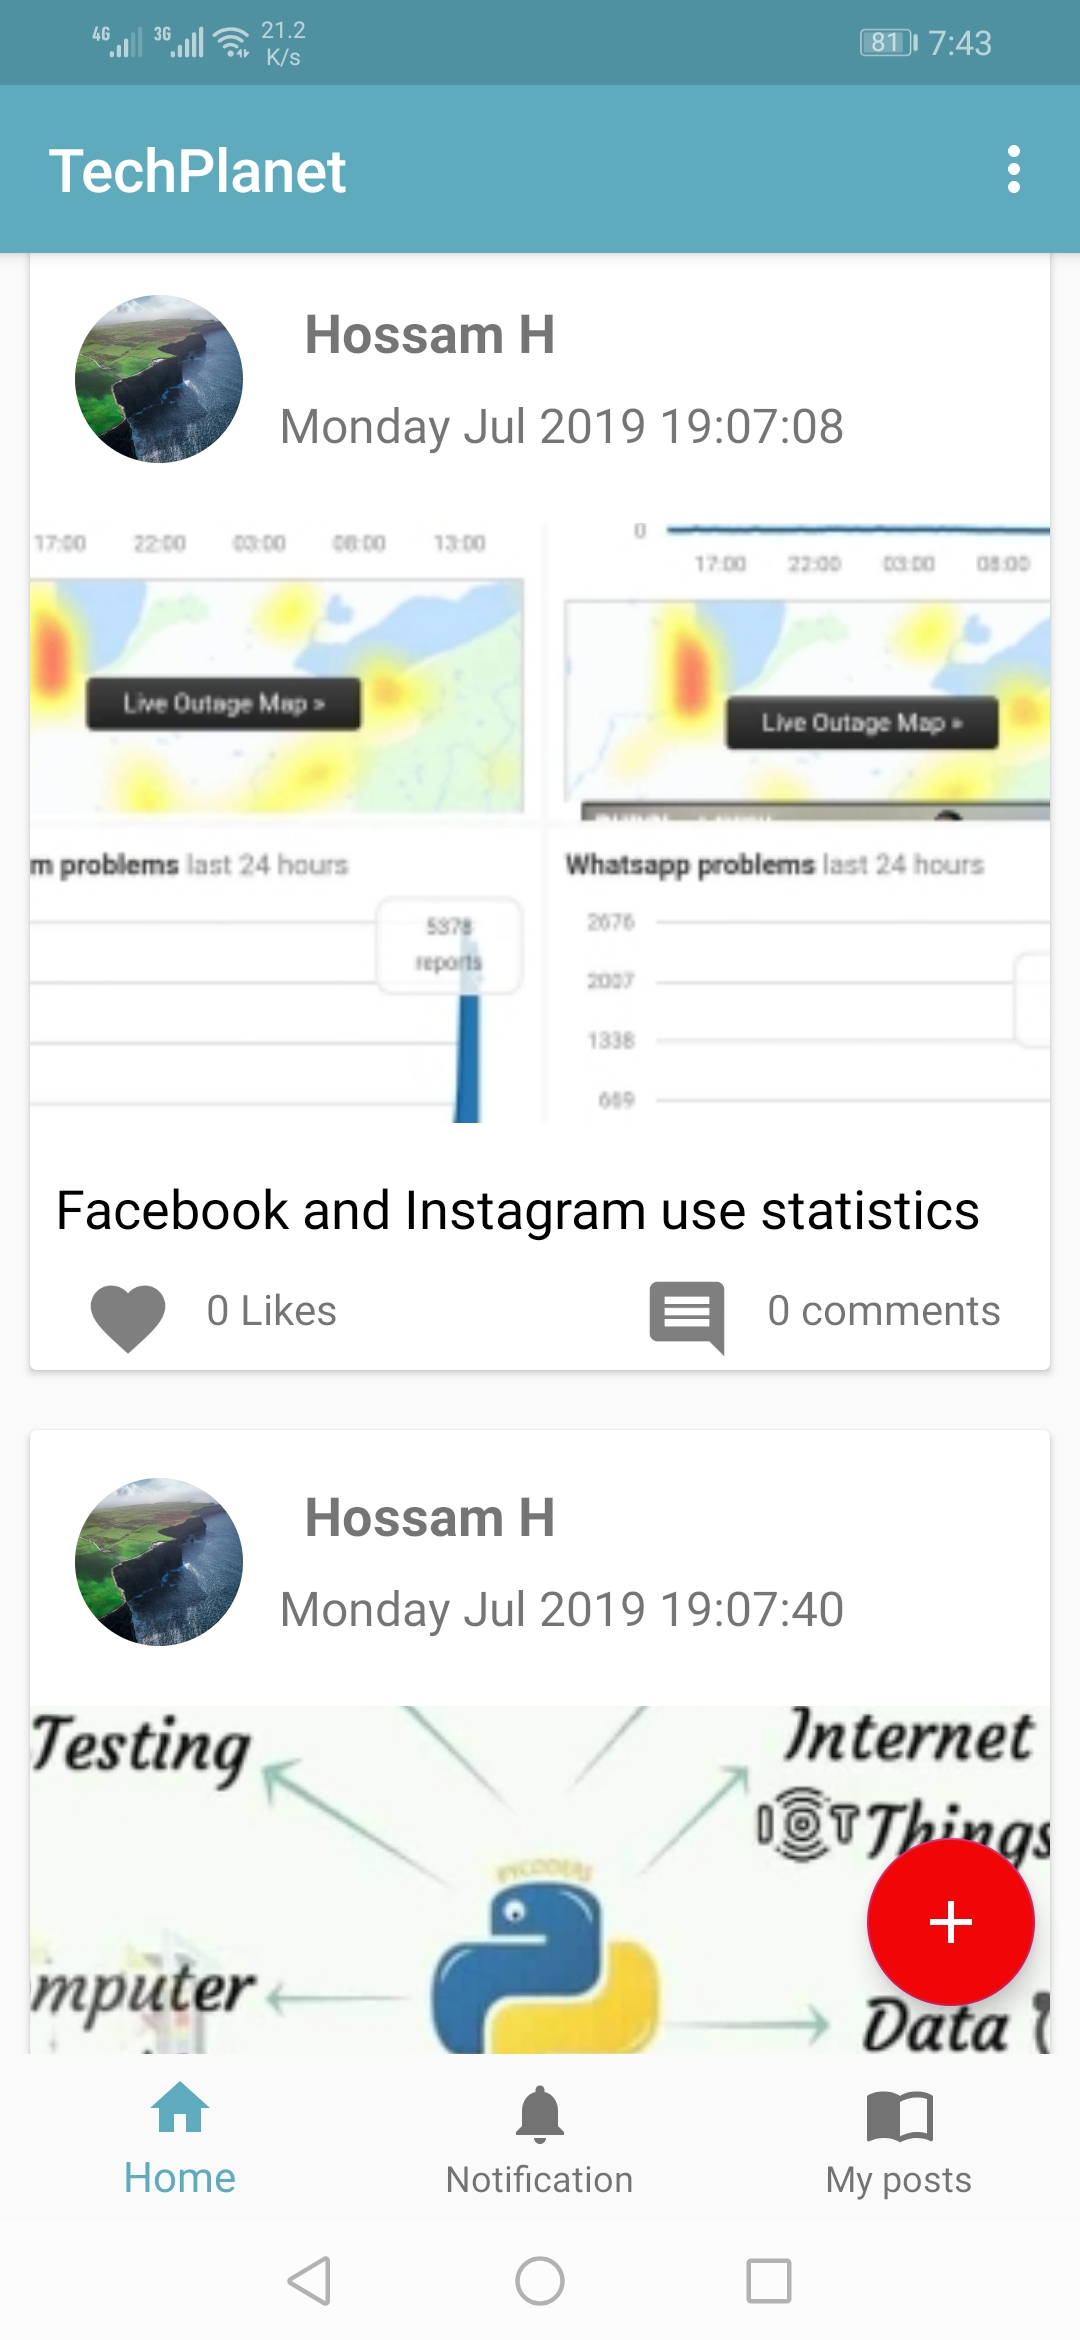 4G 3G 21.2 K/s 81 7:43
TechPlanet
Hossam H
Monday Jul 2019 19:07:08
17:00 22:00 03:00 08:00 13:00
0
17:00 22:00 03:00 08:00
Live Outage Map »
Live Outage Map »
m problems last 24 hours
5378
reports
Whatsapp problems last 24 hours
2676
2007
1338
669
Facebook and Instagram use statistics
0 Likes 0 comments
Hossam H
Monday Jul 2019 19:07:40
Testing
Internet
IOT Things
PYCODERS
mputer
Data
+
Home Notification My posts